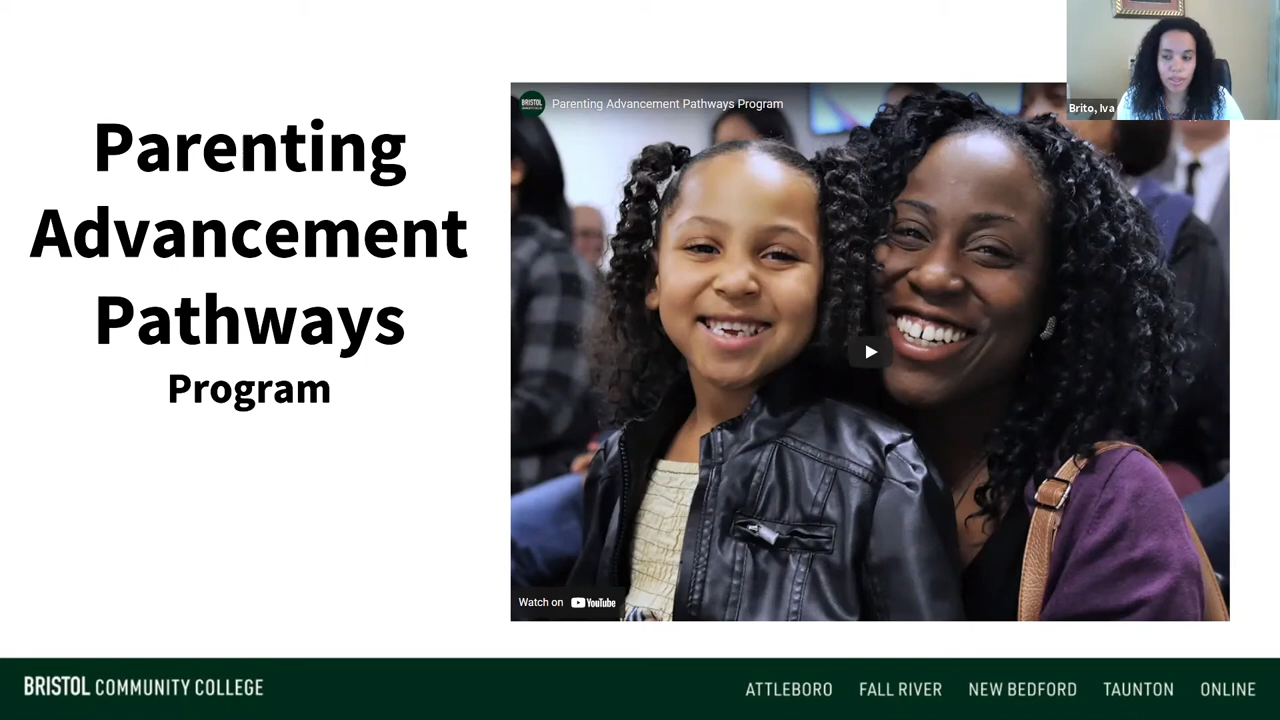 Parenting
Advancement
Pathways
Program
BRISTOL
Parenting Advancement Pathways Program
Brito, Iva
Watch on YouTube
BRISTOL COMMUNITY COLLEGE
ATTLEBORO FALL RIVER NEW BEDFORD TAUNTON ONLINE